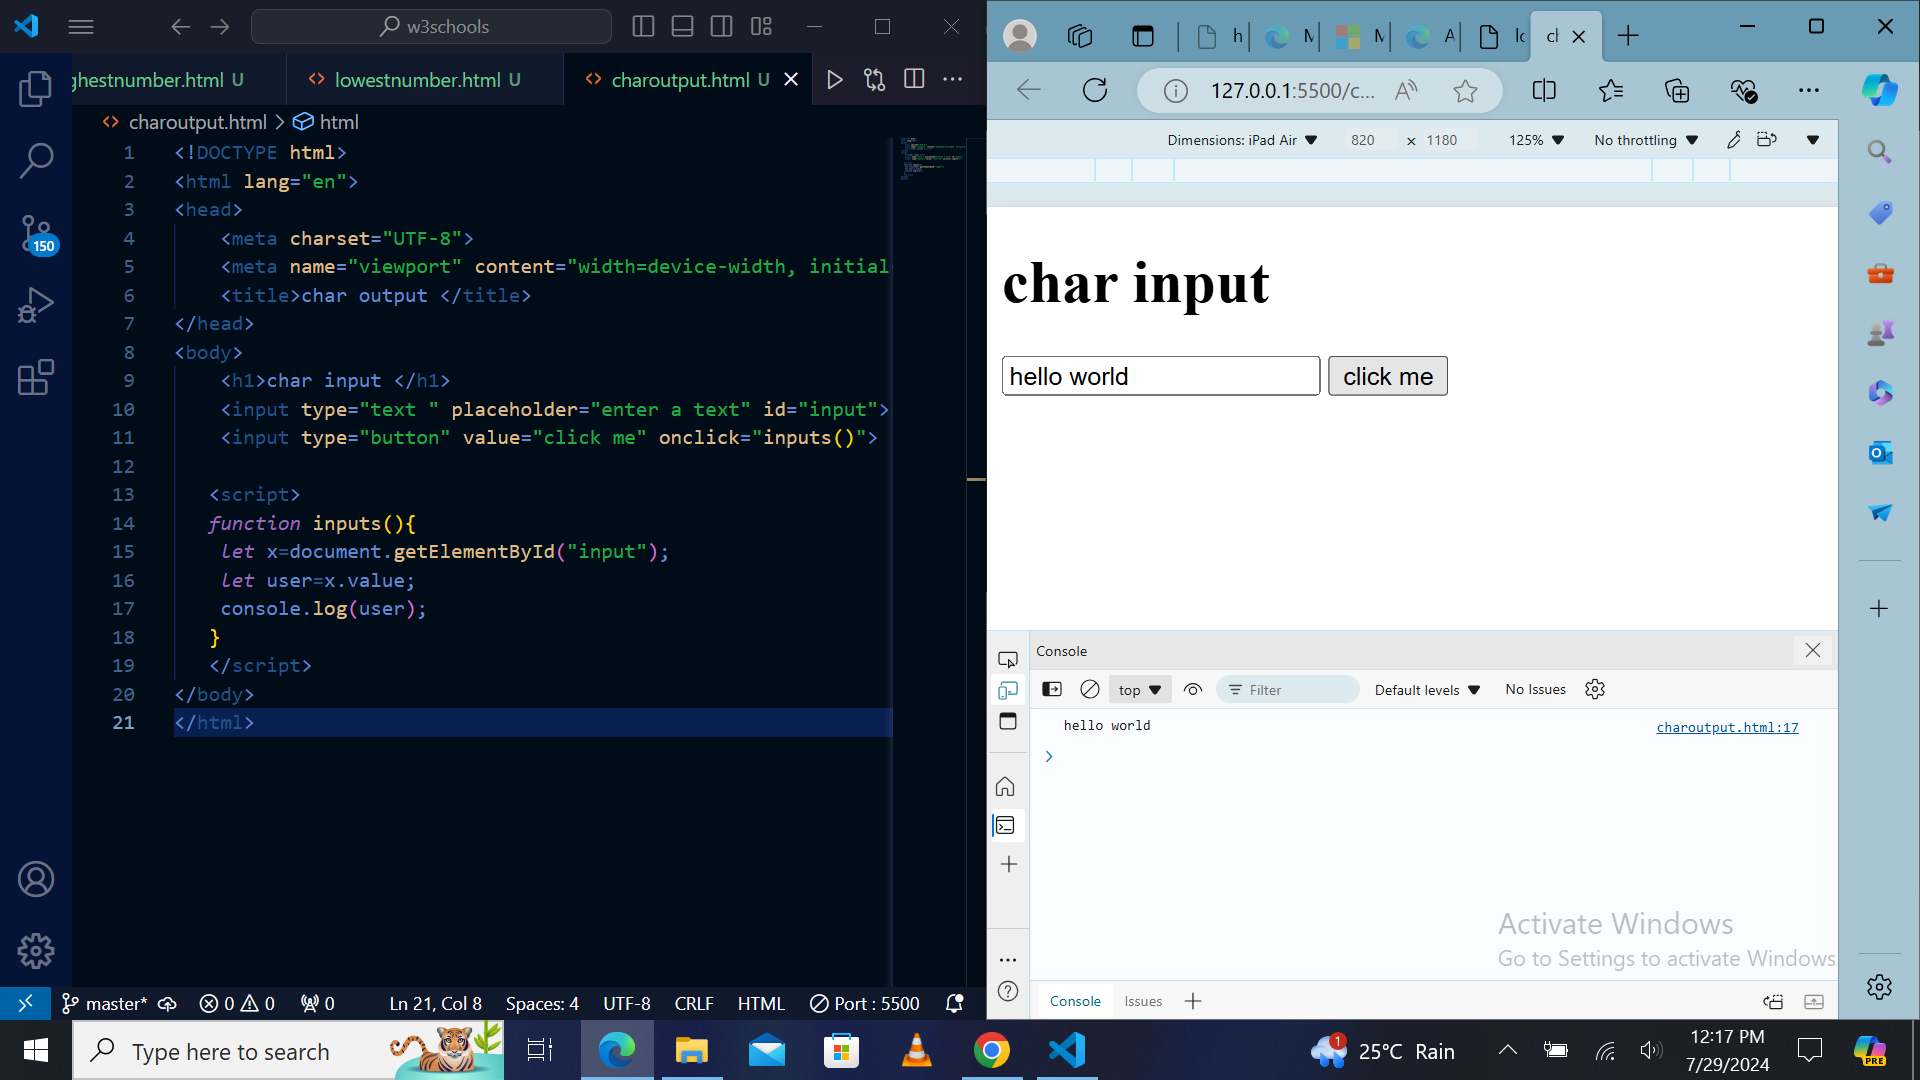 w3schools
ghestnumber.html U
lowestnumber.html U
charoutput.html U
charoutput.html > html
1 <!DOCTYPE html>
2 <html lang="en">
3 <head>
4 <meta charset="UTF-8">
5 <meta name="viewport" content="width=device-width, initial
6 <title>char output </title>
7 </head>
8 <body>
9 <h1>char input </h1>
10 <input type="text " placeholder="enter a text" id="input">
11 <input type="button" value="click me" onclick="inputs()">
12
13 <script>
14 function inputs(){
15 let x=document.getElementById("input");
16 let user=x.value;
17 console.log(user);
18 }
19 </script>
20 </body>
21 </html>
150
master* 0 0 0 Ln 21, Col 8 Spaces: 4 UTF-8 CRLF HTML Port : 5500
h M M A lo ch
127.0.0.1:5500/c...
Dimensions: iPad Air 820 × 1180 125% No throttling
char input
hello world click me
Console
top Filter Default levels No Issues
hello world charoutput.html:17
Activate Windows
Go to Settings to activate Windows.
Console Issues
Type here to search
1 25°C Rain
12:17 PM
7/29/2024
PRE